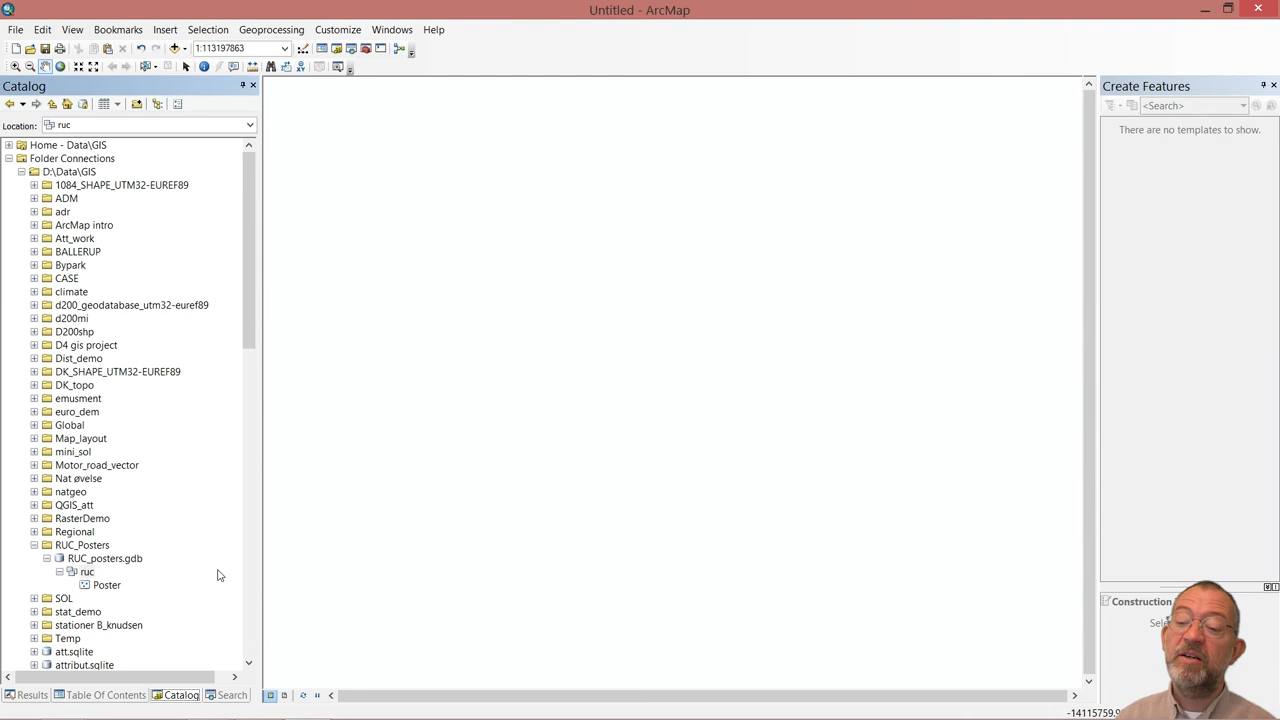 Untitled - ArcMap
File Edit View Bookmarks Insert Selection Geoprocessing Customize Windows Help
1:113197863
Catalog
Location: ruc
Home - Data\GIS
Folder Connections
D:\Data\GIS
1084_SHAPE_UTM32-EUREF89
ADM
adr
ArcMap intro
Att_work
BALLERUP
Bypark
CASE
climate
d200_geodatabase_utm32-euref89
d200mi
D200shp
D4 gis project
Dist_demo
DK_SHAPE_UTM32-EUREF89
DK_topo
emusment
euro_dem
Global
Map_layout
mini_sol
Motor_road_vector
Nat øvelse
natgeo
QGIS_att
RasterDemo
Regional
RUC_Posters
RUC_posters.gdb
ruc
Poster
SOL
stat_demo
stationer B_knudsen
Temp
att.sqlite
attribut.sqlite
Results Table Of Contents Catalog Search
Create Features
<Search>
There are no templates to show.
Construction
-14115759.9